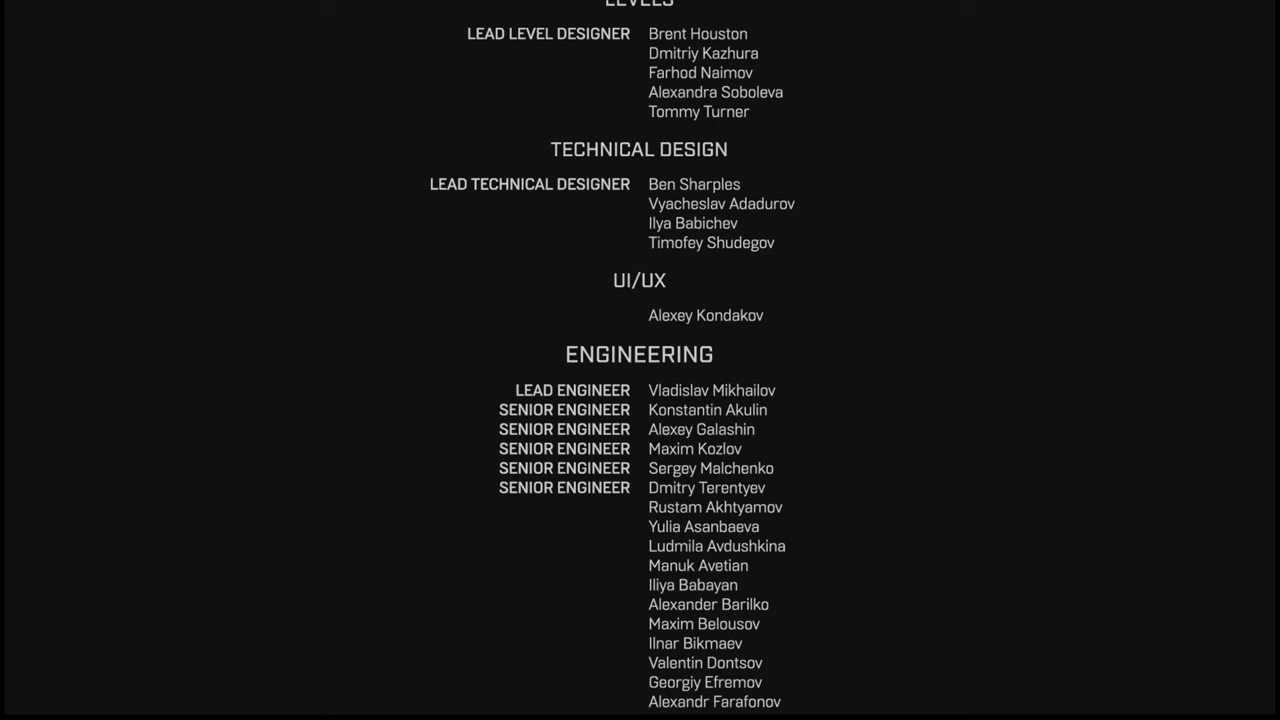 LEVELS
LEAD LEVEL DESIGNER Brent Houston
Dmitriy Kazhura
Farhod Naimov
Alexandra Soboleva
Tommy Turner
TECHNICAL DESIGN
LEAD TECHNICAL DESIGNER Ben Sharples
Vyacheslav Adadurov
Ilya Babichev
Timofey Shudegov
UI/UX
Alexey Kondakov
ENGINEERING
LEAD ENGINEER Vladislav Mikhailov
SENIOR ENGINEER Konstantin Akulin
SENIOR ENGINEER Alexey Galashin
SENIOR ENGINEER Maxim Kozlov
SENIOR ENGINEER Sergey Malchenko
SENIOR ENGINEER Dmitry Terentyev
Rustam Akhtyamov
Yulia Asanbaeva
Ludmila Avdushkina
Manuk Avetian
Iliya Babayan
Alexander Barilko
Maxim Belousov
Ilnar Bikmaev
Valentin Dontsov
Georgiy Efremov
Alexandr Farafonov